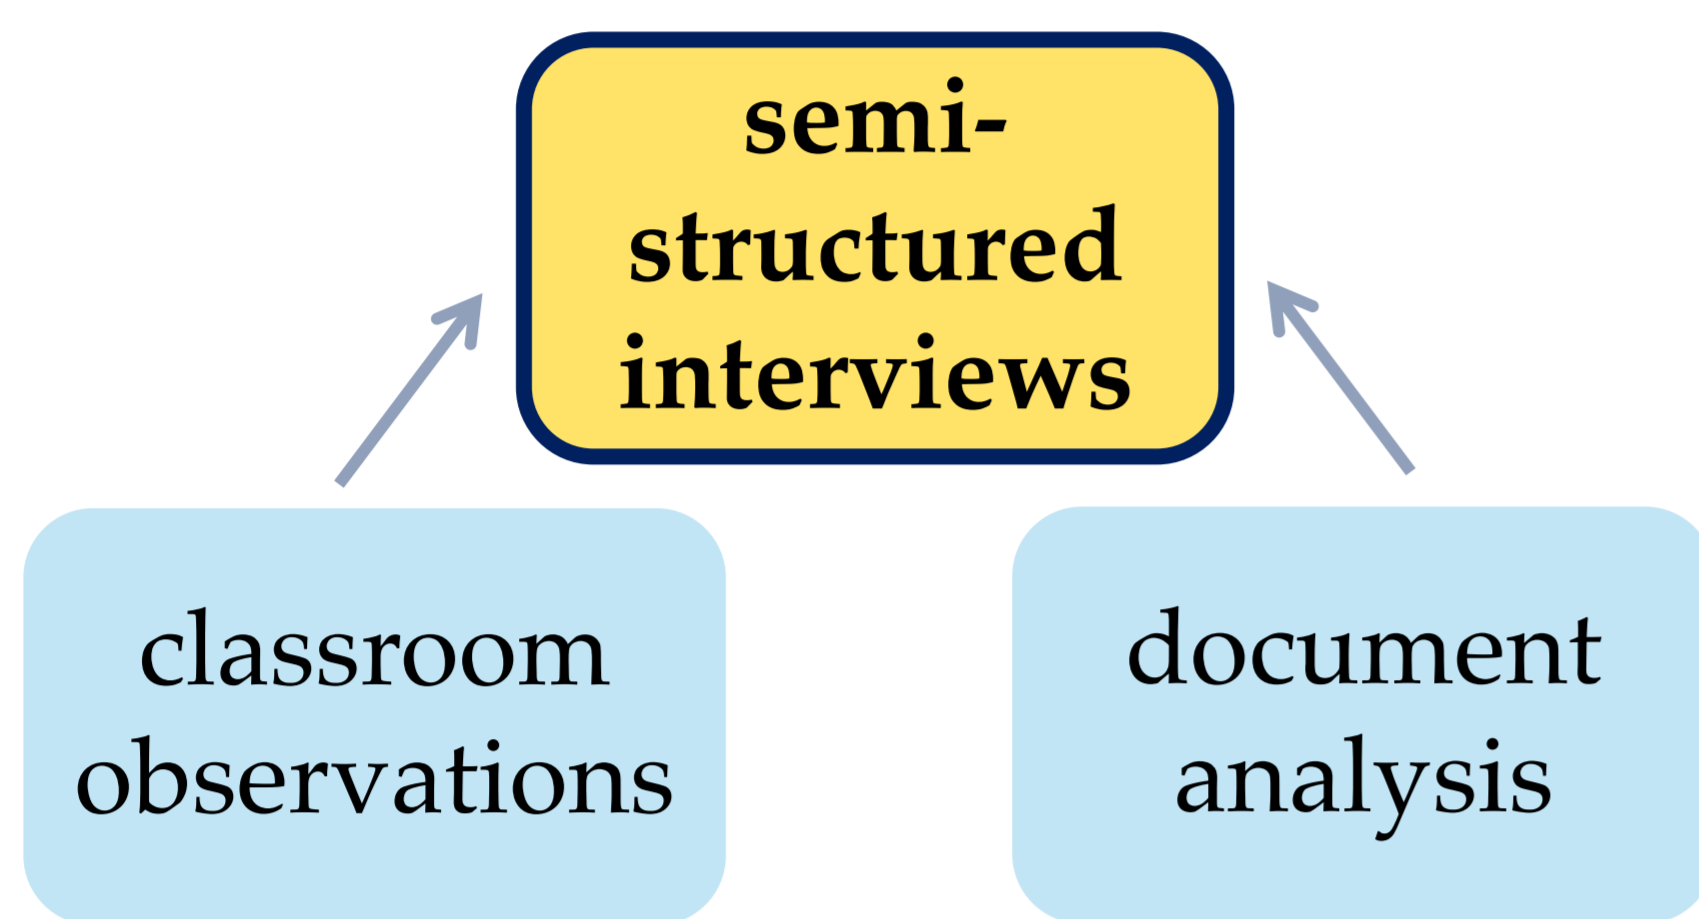 semi-
structured
interviews
classroom
observations
document
analysis